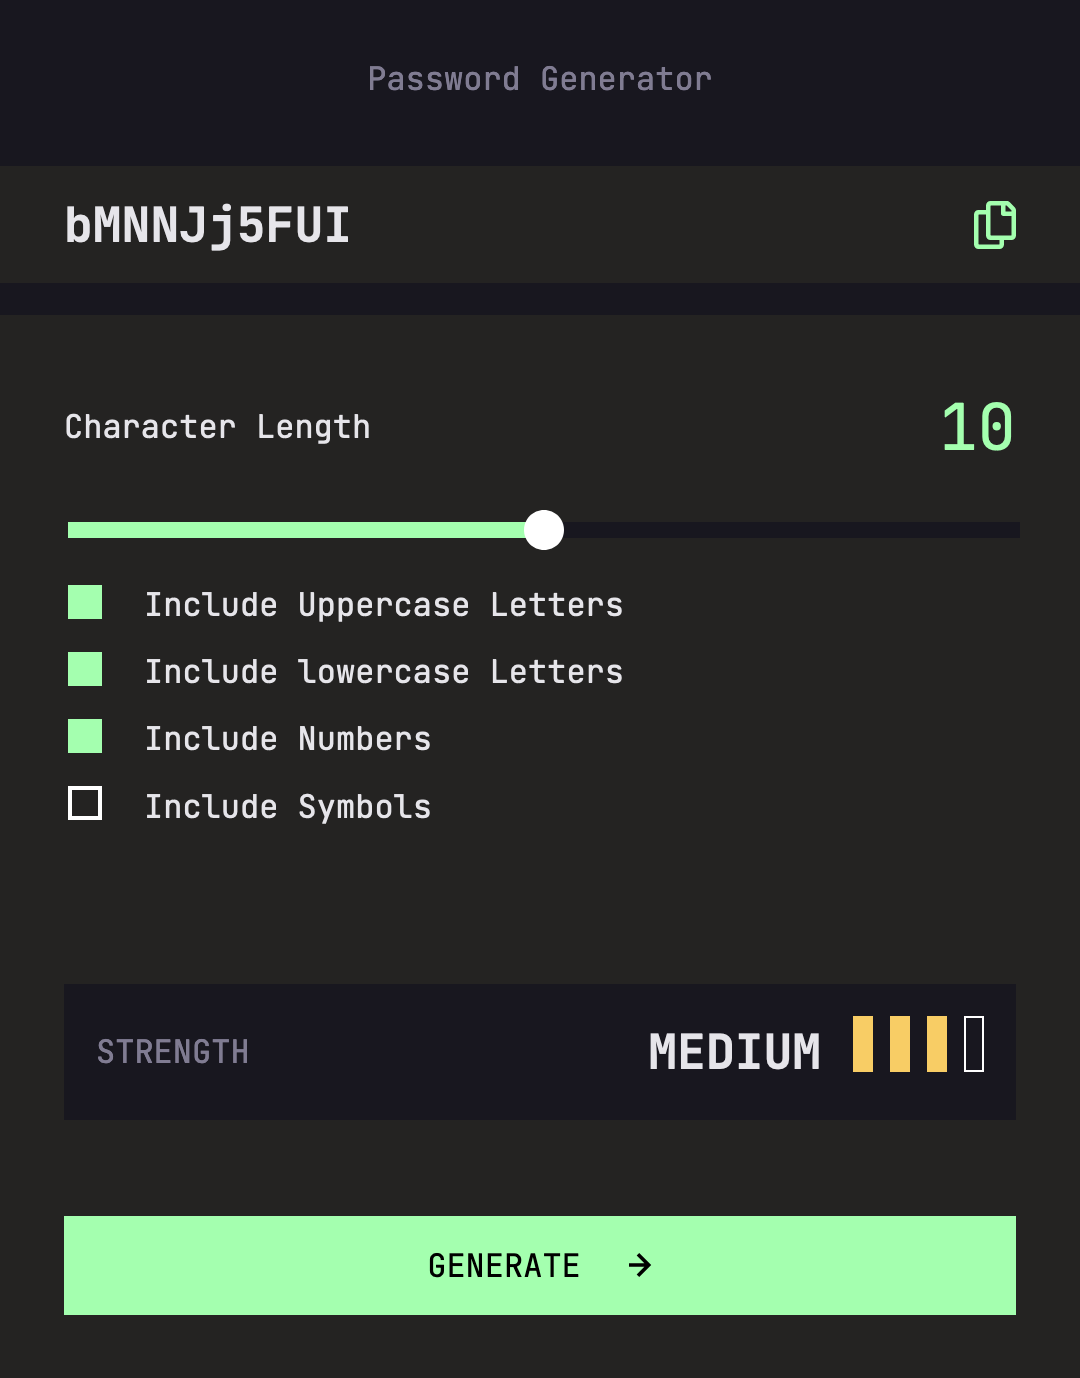 Password Generator
bMNNJj5FUI
Character Length 10
Include Uppercase Letters
Include lowercase Letters
Include Numbers
Include Symbols
STRENGTH MEDIUM
GENERATE →